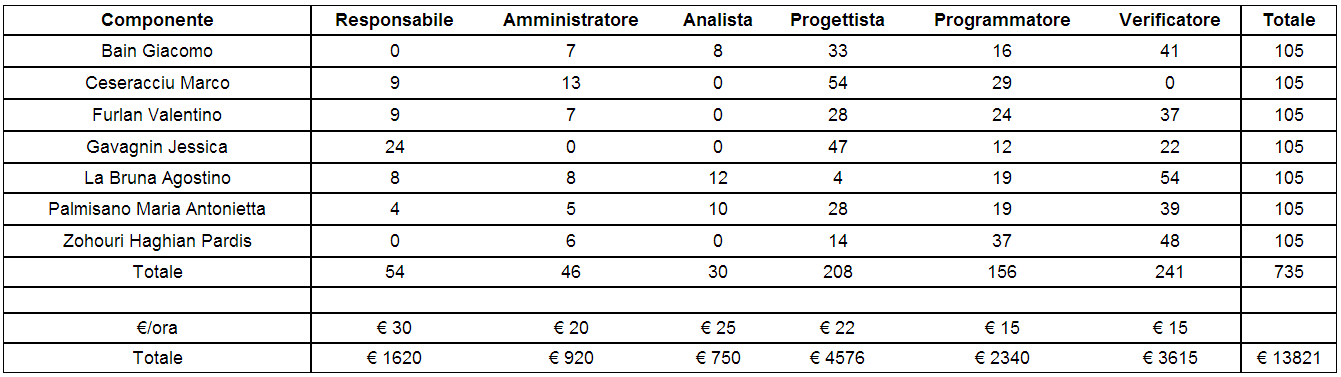 Componente Responsabile Amministratore Analista Progettista Programmatore Verificatore Totale
Bain Giacomo 0 7 8 33 16 41 105
Ceseracciu Marco 9 13 0 54 29 0 105
Furlan Valentino 9 7 0 28 24 37 105
Gavagnin Jessica 24 0 0 47 12 22 105
La Bruna Agostino 8 8 12 4 19 54 105
Palmisano Maria Antonietta 4 5 10 28 19 39 105
Zohouri Haghian Pardis 0 6 0 14 37 48 105
Totale 54 46 30 208 156 241 735
€/ora € 30 € 20 € 25 € 22 € 15 € 15
Totale € 1620 € 920 € 750 € 4576 € 2340 € 3615 € 13821